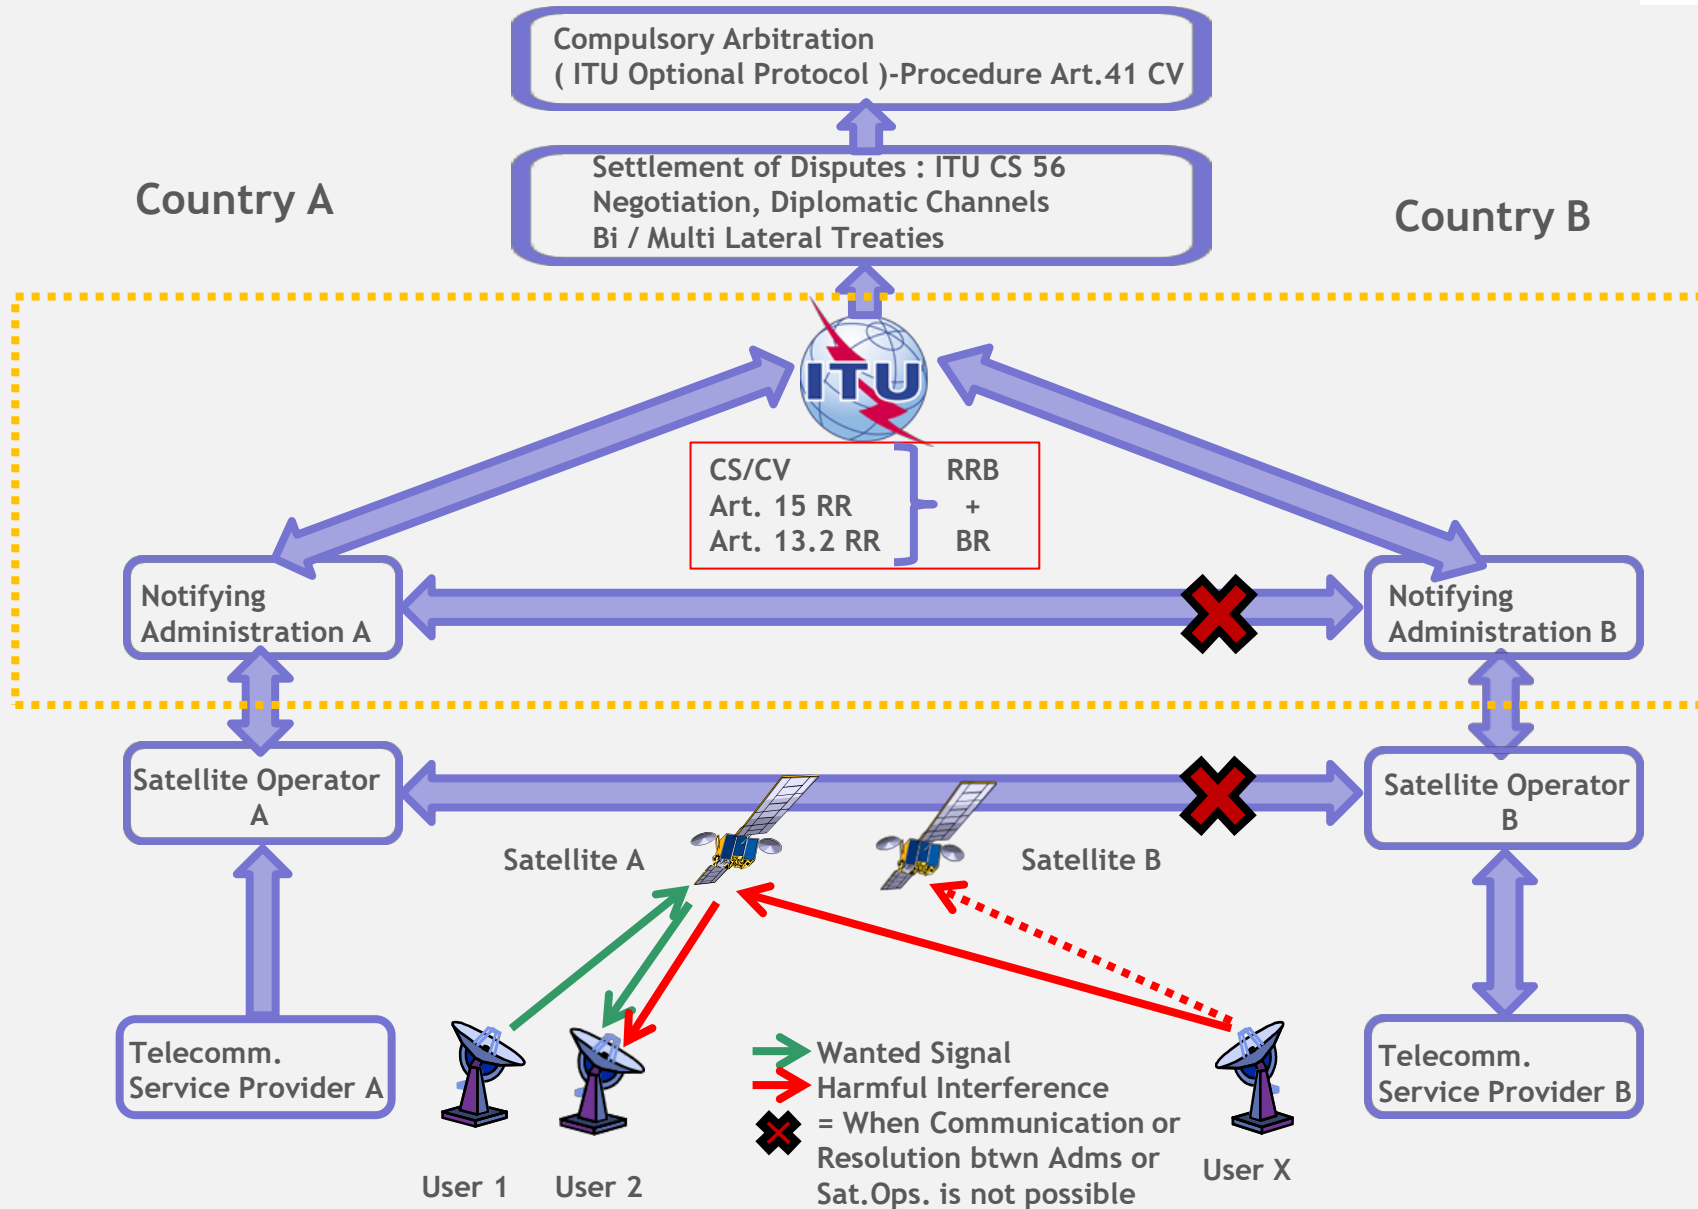 Compulsory Arbitration
( ITU Optional Protocol )-Procedure Art.41 CV
Settlement of Disputes : ITU CS 56
Negotiation, Diplomatic Channels
Bi / Multi Lateral Treaties
Country A
Country B
ITU
CS/CV
Art. 15 RR
Art. 13.2 RR
RRB
+
BR
Notifying
Administration A
Notifying
Administration B
Satellite Operator
A
Satellite Operator
B
Satellite A
Satellite B
Telecomm.
Service Provider A
Telecomm.
Service Provider B
Wanted Signal
Harmful Interference
= When Communication or
Resolution btwn Adms or
Sat.Ops. is not possible
User 1
User 2
User X